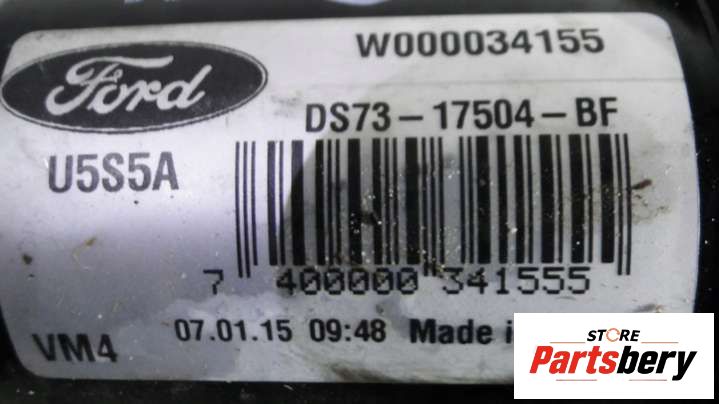 W000034155
Ford
DS73-17504-BF
U5S5A
7 400000 341555
VM4 07.01.15 09:48 Made i
STORE
Partsbery